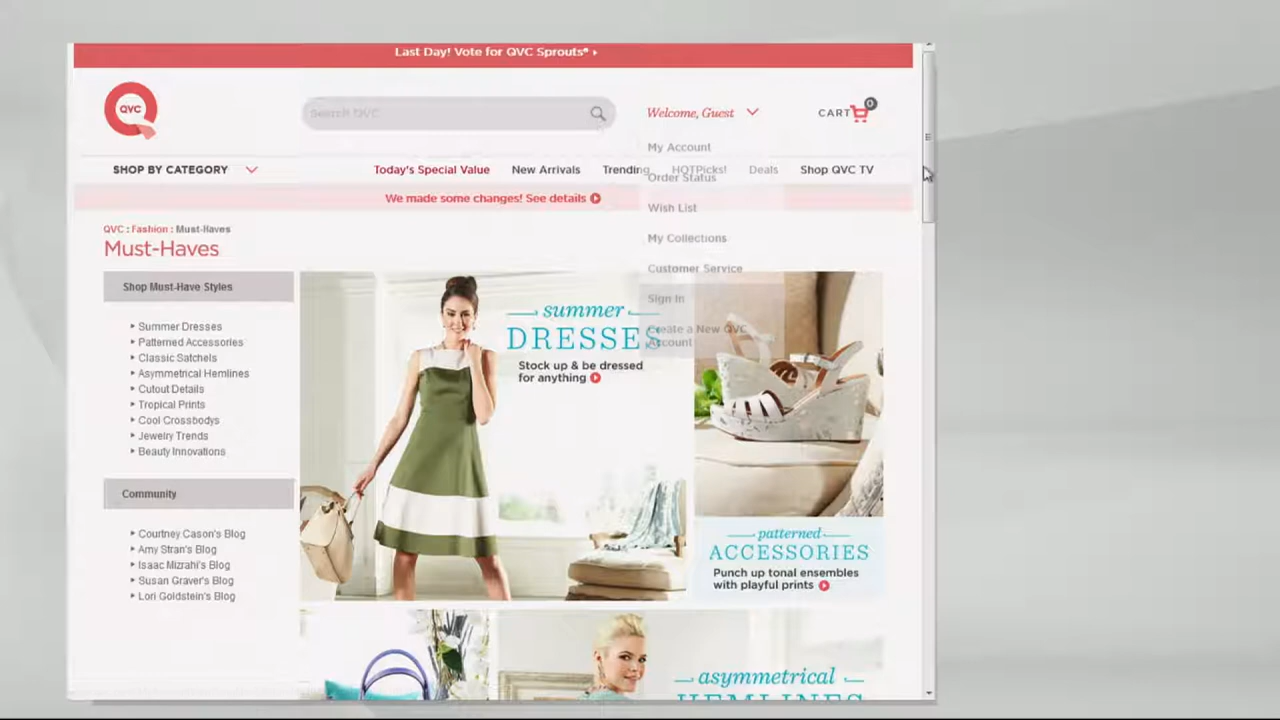 Last Day! Vote for QVC Sprouts®
QVC
Search QVC
Welcome, Guest
CART
0
My Account
Order Status
Wish List
My Collections
Customer Service
Sign In
Create a New QVC
Account
SHOP BY CATEGORY
Today's Special Value
New Arrivals
Trending
HOTPicks!
Deals
Shop QVC TV
We made some changes! See details
QVC : Fashion : Must-Haves
Must-Haves
Shop Must-Have Styles
Summer Dresses
Patterned Accessories
Classic Satchels
Asymmetrical Hemlines
Cutout Details
Tropical Prints
Cool Crossbodys
Jewelry Trends
Beauty Innovations
Community
Courtney Cason's Blog
Amy Stran's Blog
Isaac Mizrahi's Blog
Susan Graver's Blog
Lori Goldstein's Blog
summer
DRESSES
Stock up & be dressed
for anything
patterned
ACCESSORIES
Punch up tonal ensembles
with playful prints
asymmetrical
HEMLINES